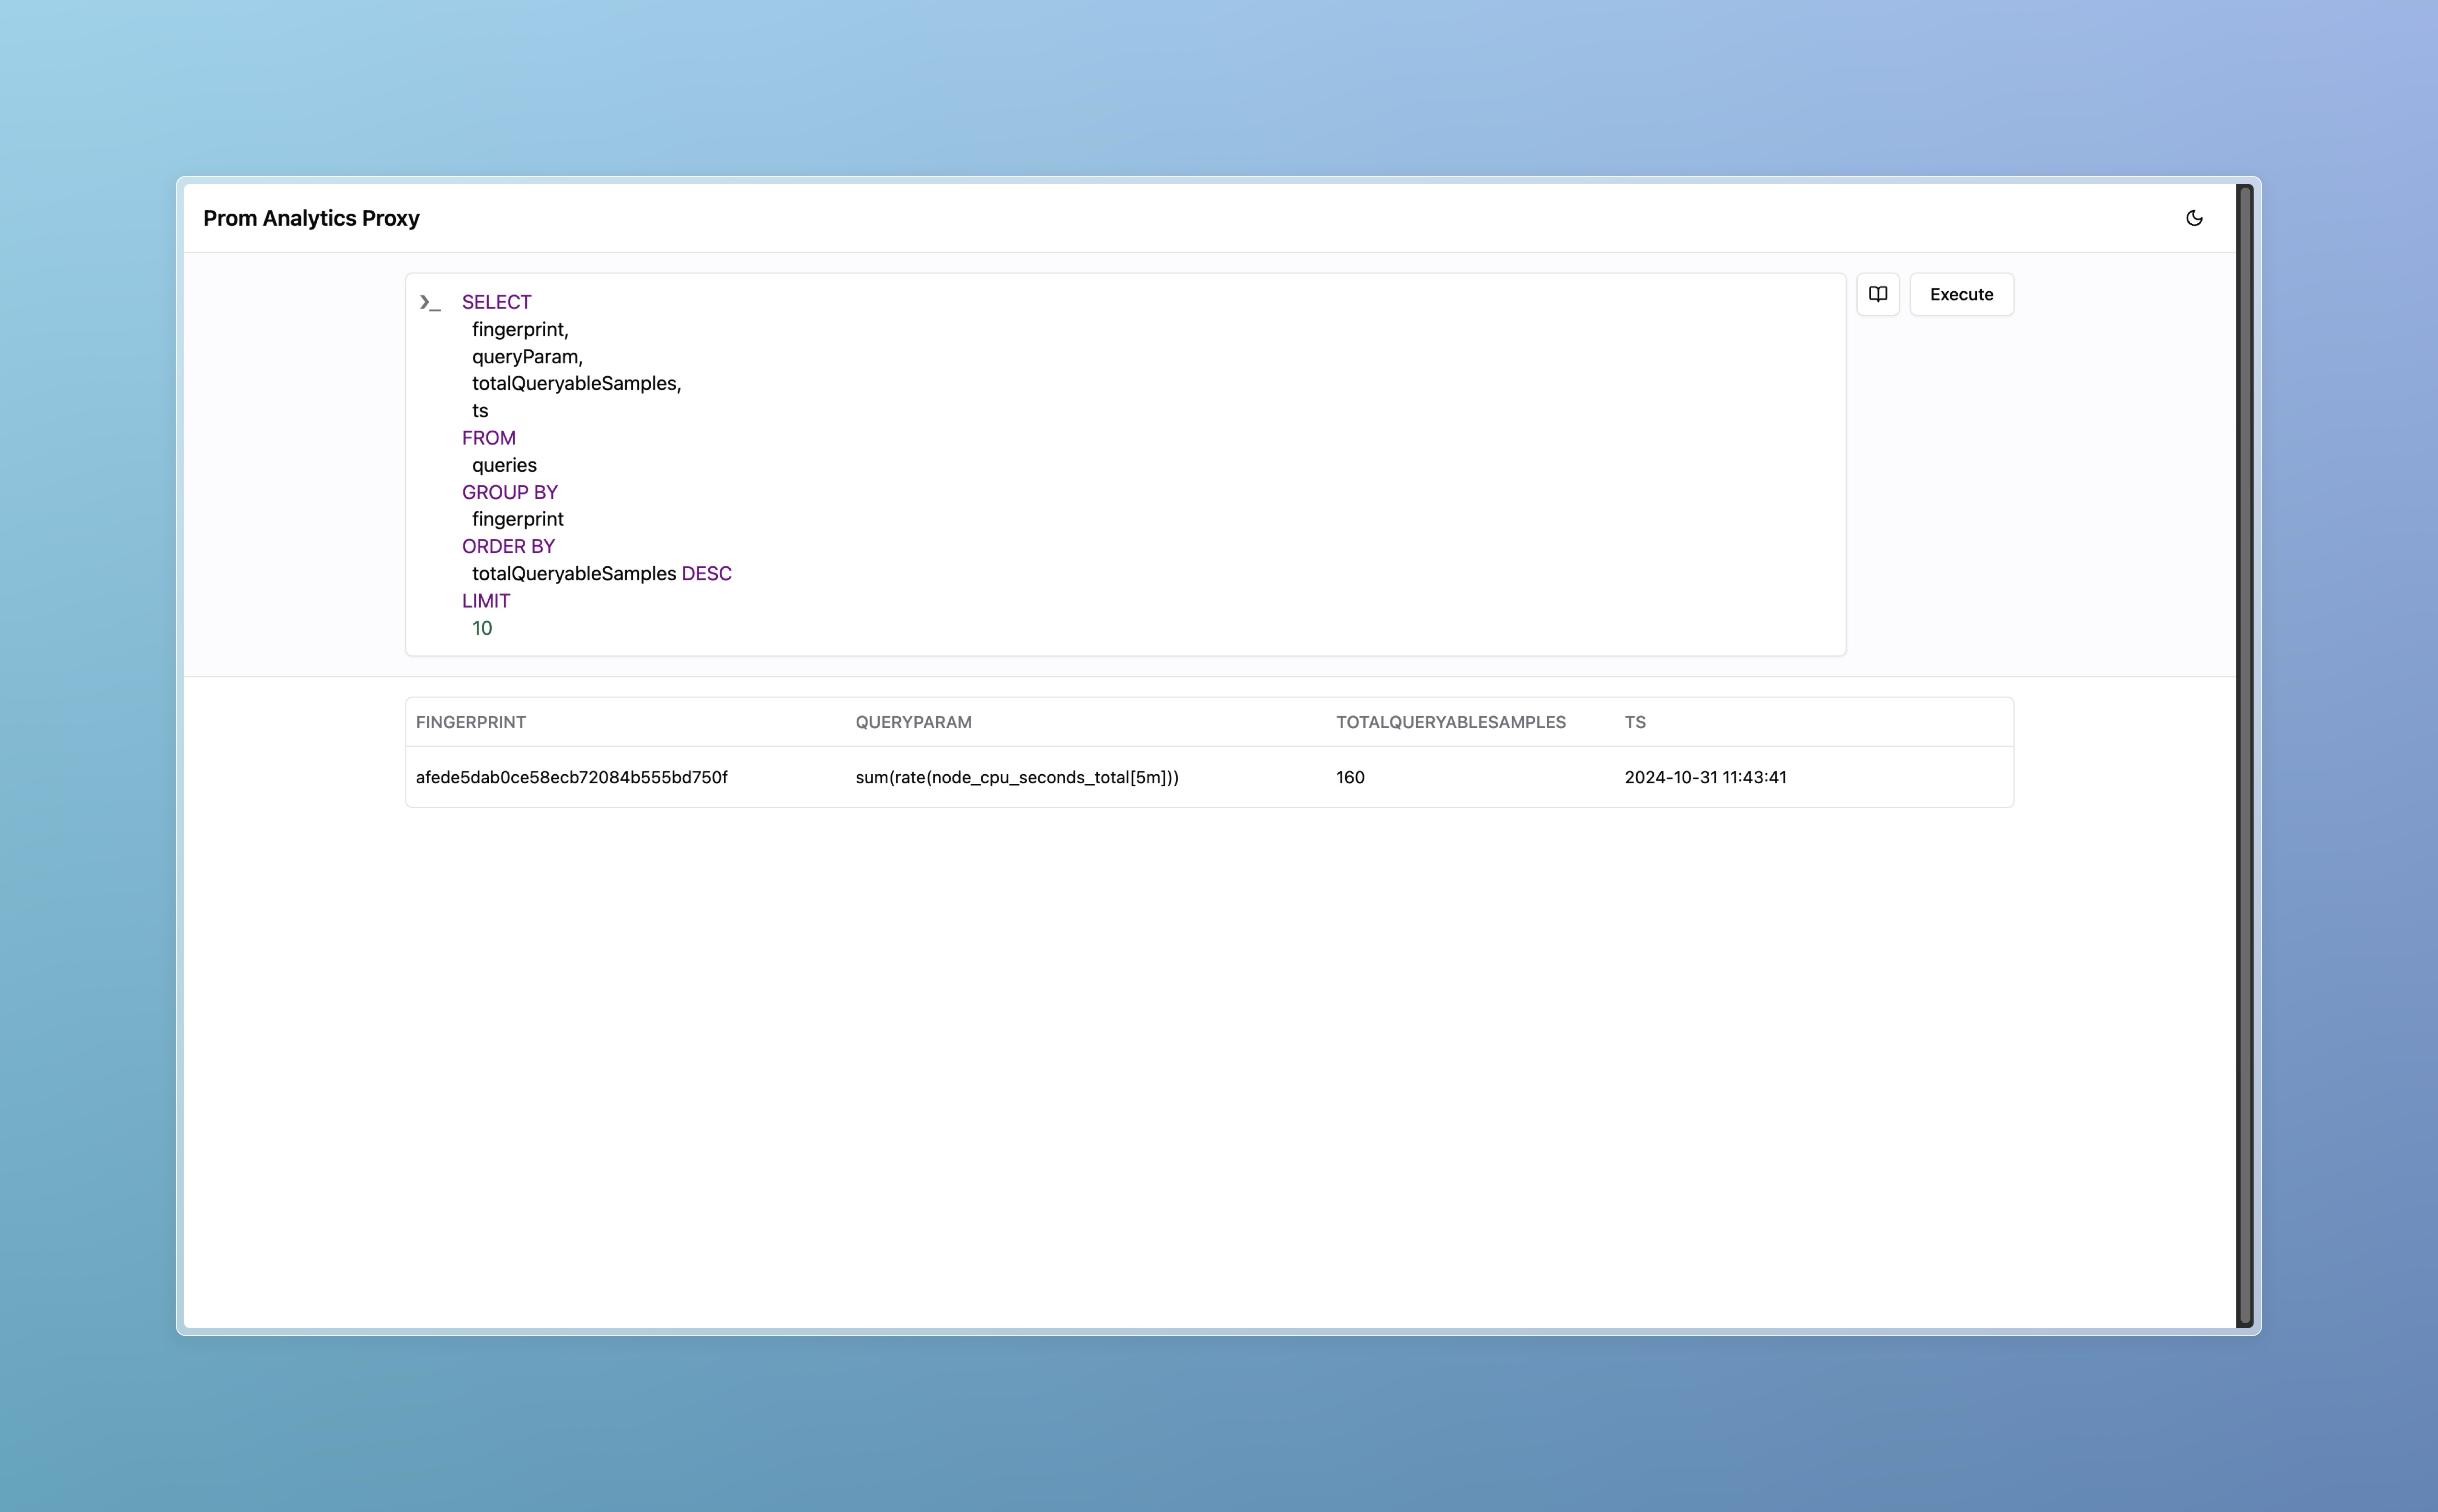 Prom Analytics Proxy
SELECT
fingerprint,
queryParam,
totalQueryableSamples,
ts
FROM
queries
GROUP BY
fingerprint
ORDER BY
totalQueryableSamples DESC
LIMIT
10
Execute
FINGERPRINT QUERYPARAM TOTALQUERYABLESAMPLES TS
afede5dab0ce58ecb72084b555bd750f sum(rate(node_cpu_seconds_total[5m])) 160 2024-10-31 11:43:41